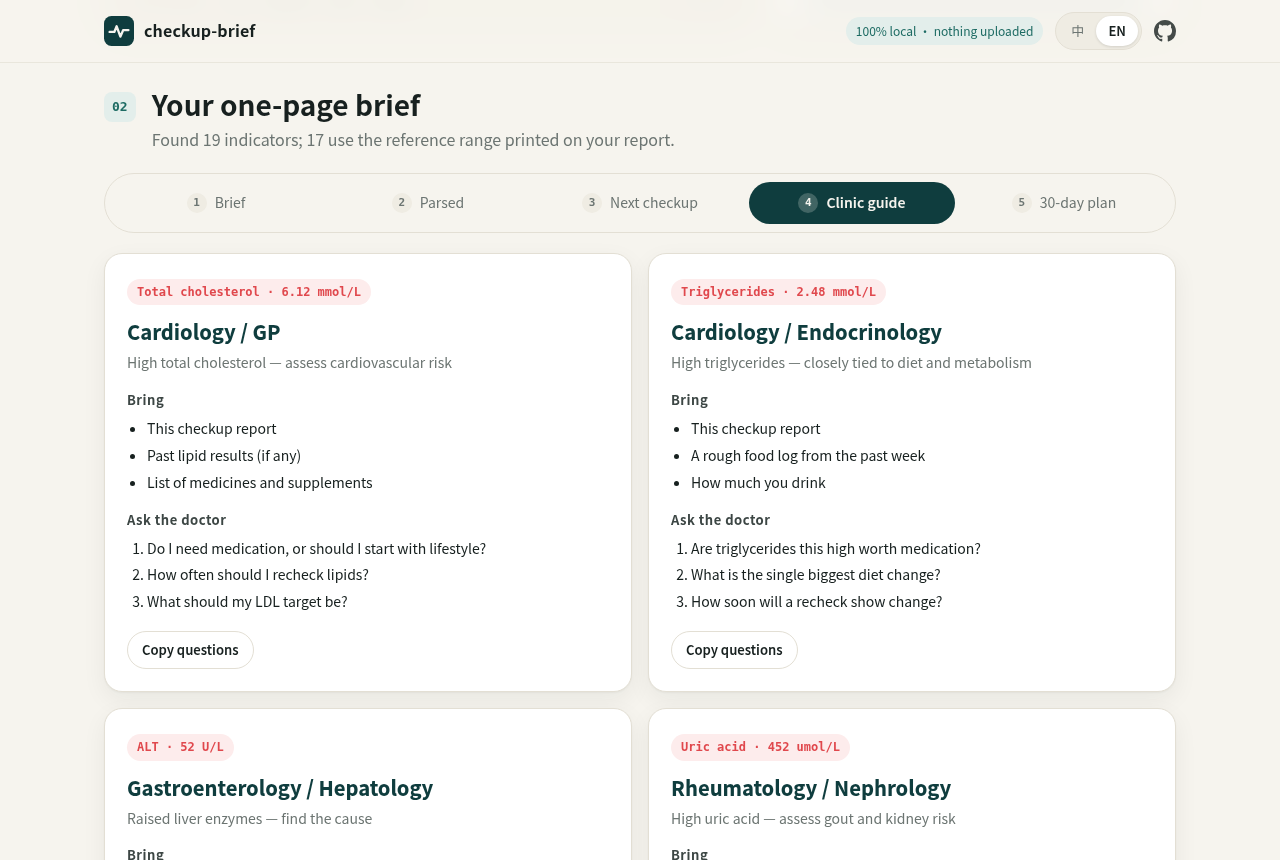 checkup-brief
100% local · nothing uploaded
中
EN
02
Your one-page brief
Found 19 indicators; 17 use the reference range printed on your report.
1 Brief
2 Parsed
3 Next checkup
4 Clinic guide
5 30-day plan
Total cholesterol · 6.12 mmol/L
Cardiology / GP
High total cholesterol — assess cardiovascular risk
Bring
• This checkup report
• Past lipid results (if any)
• List of medicines and supplements
Ask the doctor
1. Do I need medication, or should I start with lifestyle?
2. How often should I recheck lipids?
3. What should my LDL target be?
Copy questions
Triglycerides · 2.48 mmol/L
Cardiology / Endocrinology
High triglycerides — closely tied to diet and metabolism
Bring
• This checkup report
• A rough food log from the past week
• How much you drink
Ask the doctor
1. Are triglycerides this high worth medication?
2. What is the single biggest diet change?
3. How soon will a recheck show change?
Copy questions
ALT · 52 U/L
Gastroenterology / Hepatology
Raised liver enzymes — find the cause
Bring
Uric acid · 452 umol/L
Rheumatology / Nephrology
High uric acid — assess gout and kidney risk
Bring